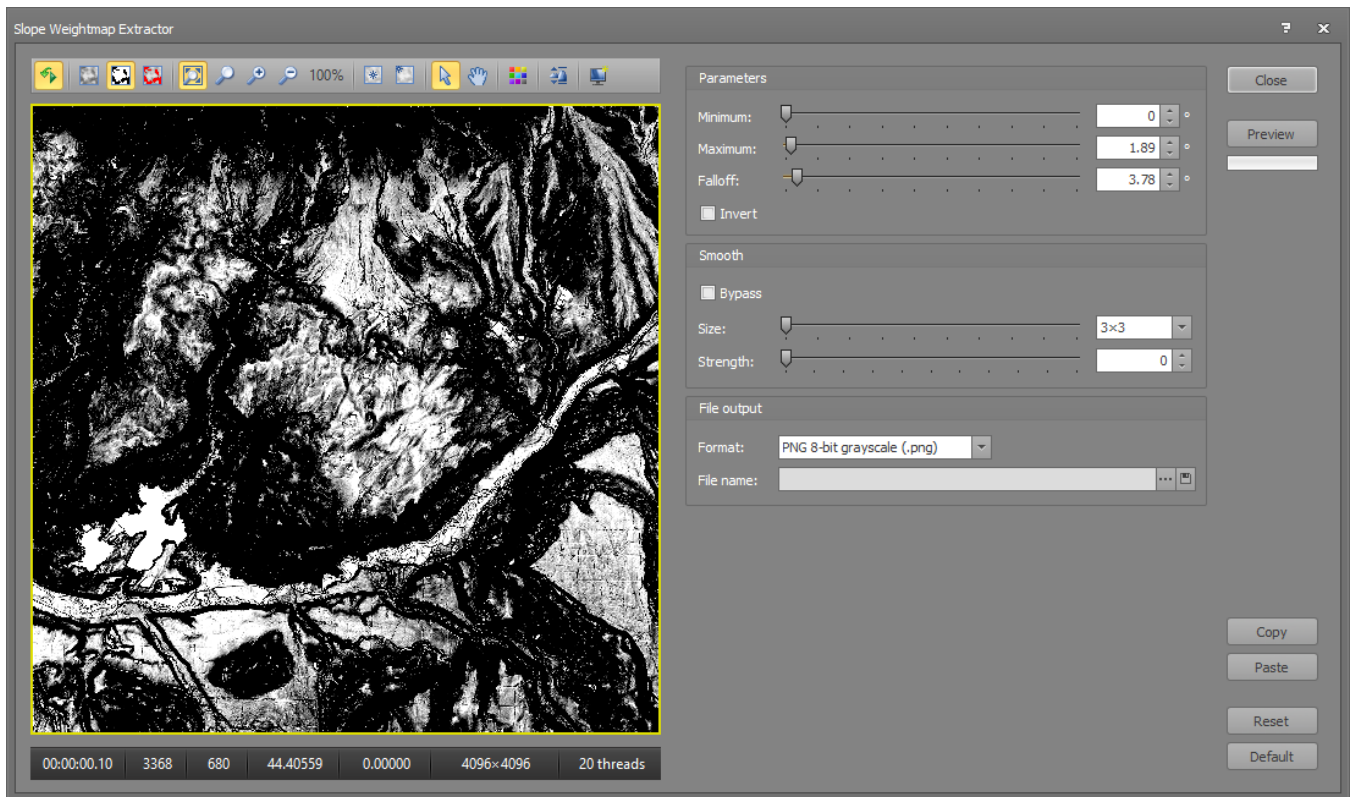 Slope Weightmap Extractor
100%
Parameters
Minimum: 0 °
Maximum: 1.89 °
Falloff: 3.78 °
Invert
Smooth
Bypass
Size: 3×3
Strength: 0
File output
Format: PNG 8-bit grayscale (.png)
File name: ...
Close
Preview
Copy
Paste
Reset
Default
00:00:00.10 3368 680 44.40559 0.00000 4096×4096 20 threads